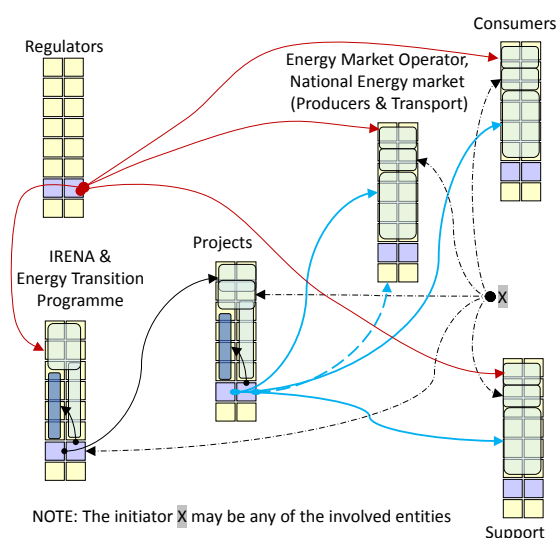 Consumers
Regulators
Energy Market Operator,
National Energy market
(Producers & Transport)
IRENA &
Energy Transition
Programme
Projects
X
NOTE: The initiator X may be any of the involved entities
Support